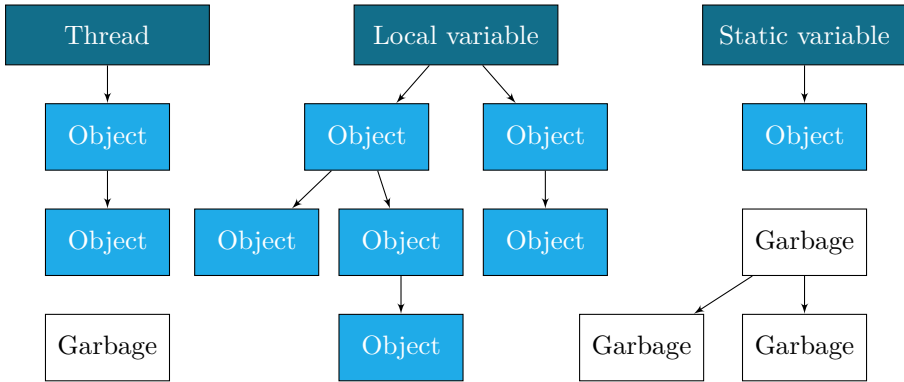 Thread
Local variable
Static variable
Object
Object
Object
Object
Object
Object
Object
Object
Garbage
Garbage
Object
Garbage
Garbage